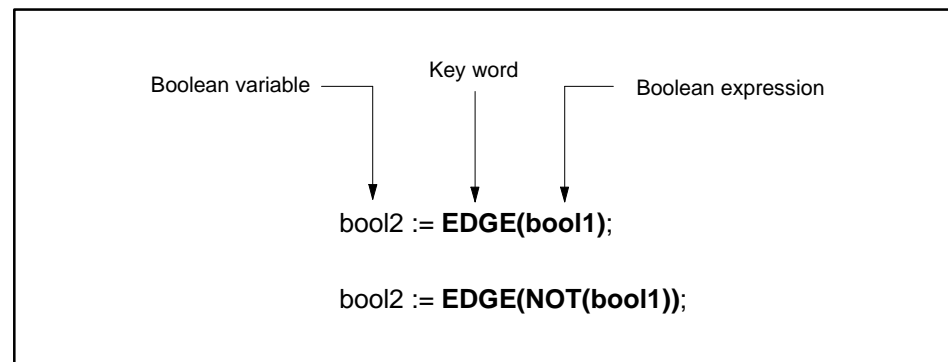 Key word
Boolean variable
Boolean expression
bool2 := EDGE(bool1);
bool2 := EDGE(NOT(bool1));